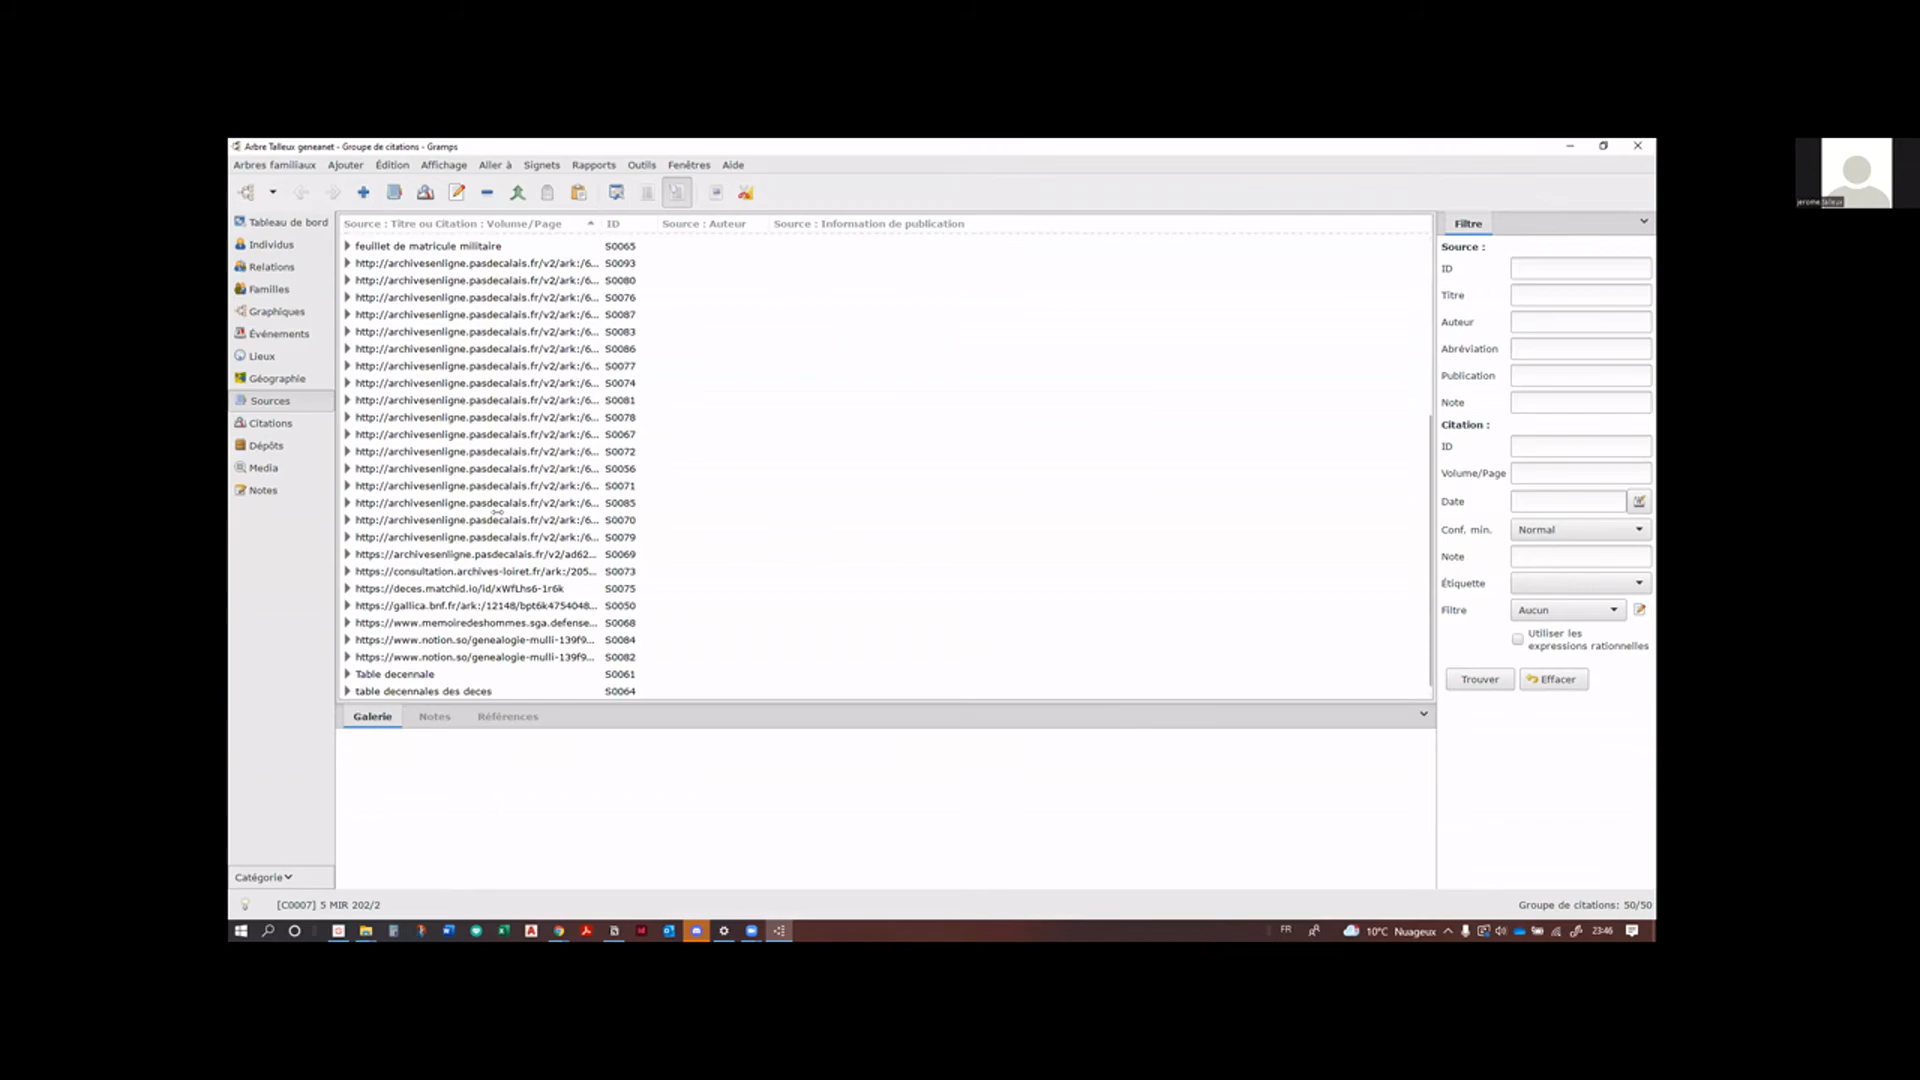 Arbre Talleux geneanet - Groupe de citations - Gramps
Arbres familiaux Ajouter Édition Affichage Aller à Signets Rapports Outils Fenêtres Aide
Tableau de bord
Individus
Relations
Familles
Graphiques
Événements
Lieux
Géographie
Sources
Citations
Dépôts
Media
Notes
Catégorie
Source : Titre ou Citation : Volume/Page ID Source : Auteur Source : Information de publication
feuillet de matricule militaire S0065
http://archivesenligne.pasdecalais.fr/v2/ark:/6... S0093
http://archivesenligne.pasdecalais.fr/v2/ark:/6... S0080
http://archivesenligne.pasdecalais.fr/v2/ark:/6... S0076
http://archivesenligne.pasdecalais.fr/v2/ark:/6... S0087
http://archivesenligne.pasdecalais.fr/v2/ark:/6... S0083
http://archivesenligne.pasdecalais.fr/v2/ark:/6... S0086
http://archivesenligne.pasdecalais.fr/v2/ark:/6... S0077
http://archivesenligne.pasdecalais.fr/v2/ark:/6... S0074
http://archivesenligne.pasdecalais.fr/v2/ark:/6... S0081
http://archivesenligne.pasdecalais.fr/v2/ark:/6... S0078
http://archivesenligne.pasdecalais.fr/v2/ark:/6... S0067
http://archivesenligne.pasdecalais.fr/v2/ark:/6... S0072
http://archivesenligne.pasdecalais.fr/v2/ark:/6... S0056
http://archivesenligne.pasdecalais.fr/v2/ark:/6... S0071
http://archivesenligne.pasdecalais.fr/v2/ark:/6... S0085
http://archivesenligne.pasdecalais.fr/v2/ark:/6... S0070
http://archivesenligne.pasdecalais.fr/v2/ark:/6... S0079
https://archivesenligne.pasdecalais.fr/v2/ad62... S0069
https://consultation.archives-loiret.fr/ark:/205... S0073
https://deces.matchid.io/id/xWfLhs6-1r6k S0075
https://gallica.bnf.fr/ark:/12148/bpt6k4754048... S0050
https://www.memoiredeshommes.sga.defense... S0068
https://www.notion.so/genealogie-mulli-139f9... S0084
https://www.notion.so/genealogie-mulli-139f9... S0082
Table decennale S0061
table decennales des deces S0064
Galerie Notes Références
Filtre
Source :
ID
Titre
Auteur
Abréviation
Publication
Note
Citation :
ID
Volume/Page
Date
Conf. min. Normal
Note
Étiquette
Filtre Aucun
Utiliser les
expressions rationnelles
Trouver Effacer
[C0007] 5 MIR 202/2
Groupe de citations: 50/50
FR 10°C Nuageux 23:46
jerome talleux